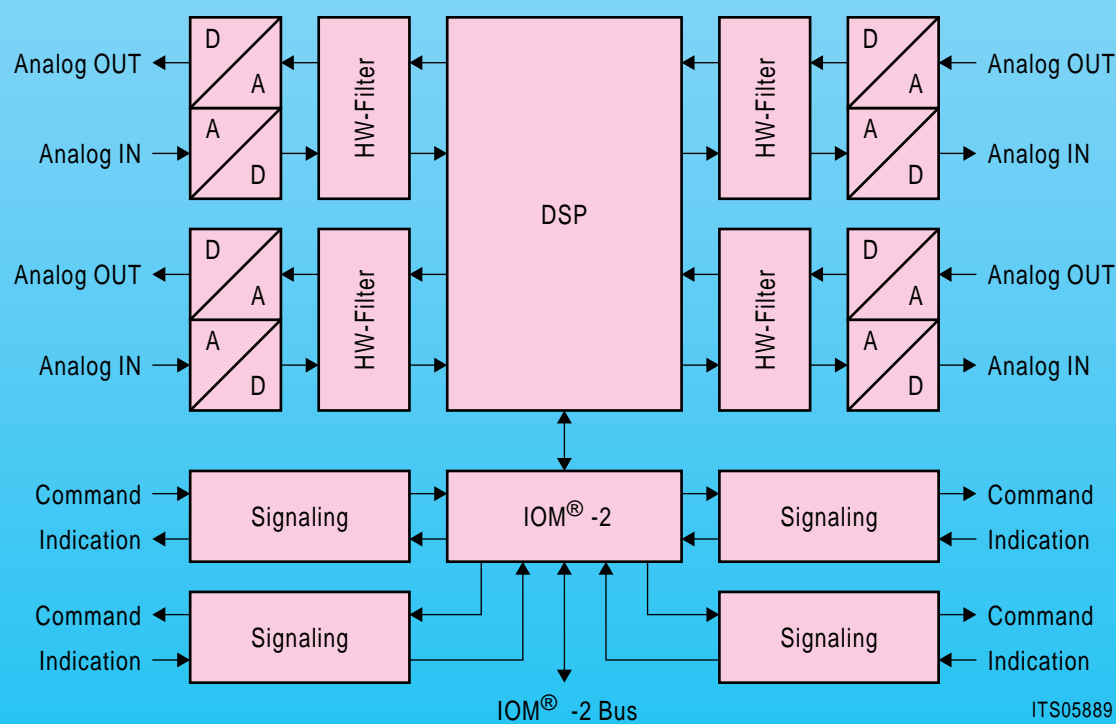 D
A
Analog OUT
HW-Filter
A
D
Analog IN
DSP
HW-Filter
D
A
Analog OUT
A
D
Analog IN
D
A
Analog OUT
HW-Filter
A
D
Analog IN
HW-Filter
D
A
Analog OUT
A
D
Analog IN
Command
Indication
Signaling
IOM® -2
Signaling
Command
Indication
Command
Indication
Signaling
Signaling
Command
Indication
IOM® -2 Bus
ITS05889